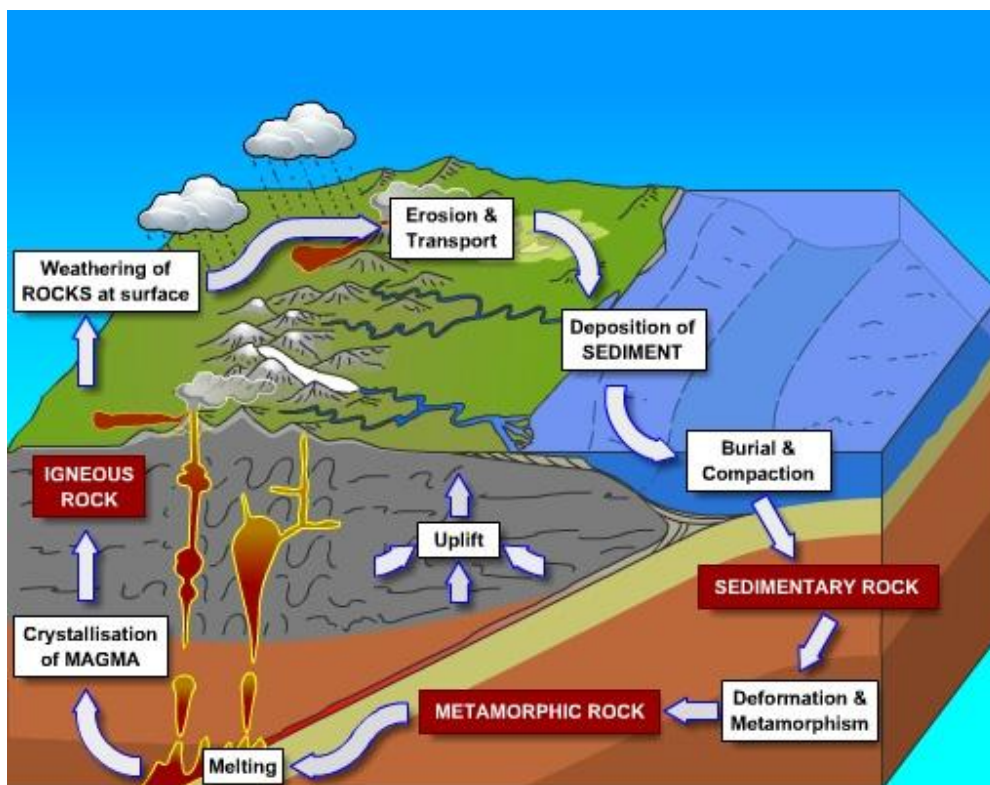 Erosion &
Transport
Weathering of
ROCKS at surface
Deposition of
SEDIMENT
Burial &
Compaction
IGNEOUS
ROCK
Uplift
SEDIMENTARY ROCK
Crystallisation
of MAGMA
Deformation &
Metamorphism
METAMORPHIC ROCK
Melting